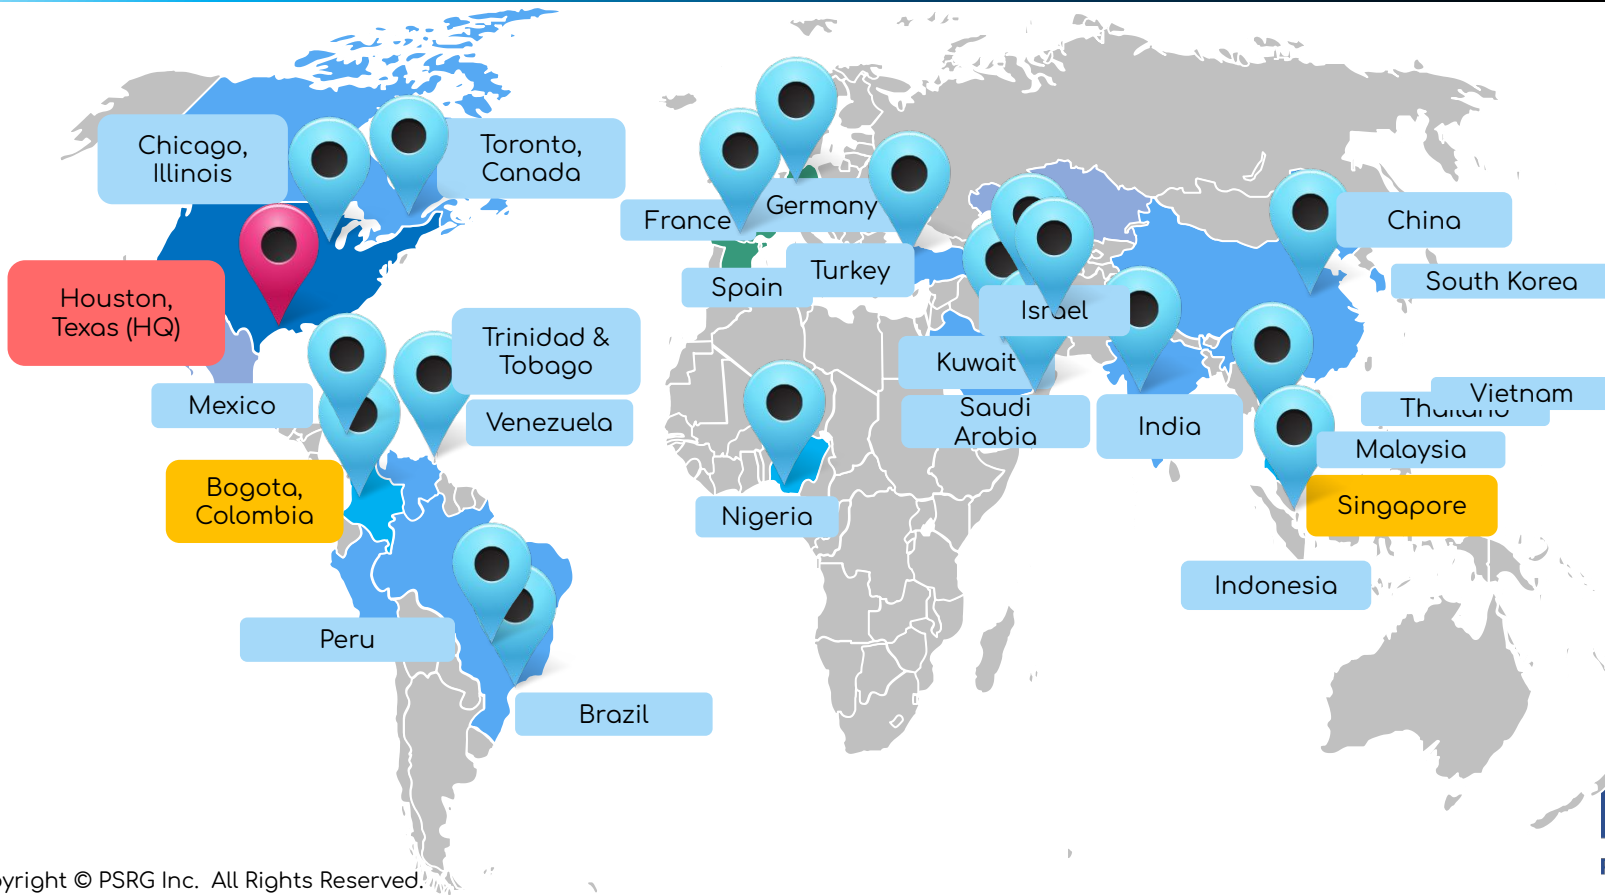 Chicago,
Illinois
Toronto,
Canada
France
Germany
China
Houston,
Texas (HQ)
Spain
Turkey
South Korea
Israel
Trinidad &
Tobago
Kuwait
Mexico
Venezuela
Saudi
Arabia
India
Vietnam
Malaysia
Bogota,
Colombia
Nigeria
Singapore
Indonesia
Peru
Brazil
yright © PSRG Inc.  All Rights Reserved.